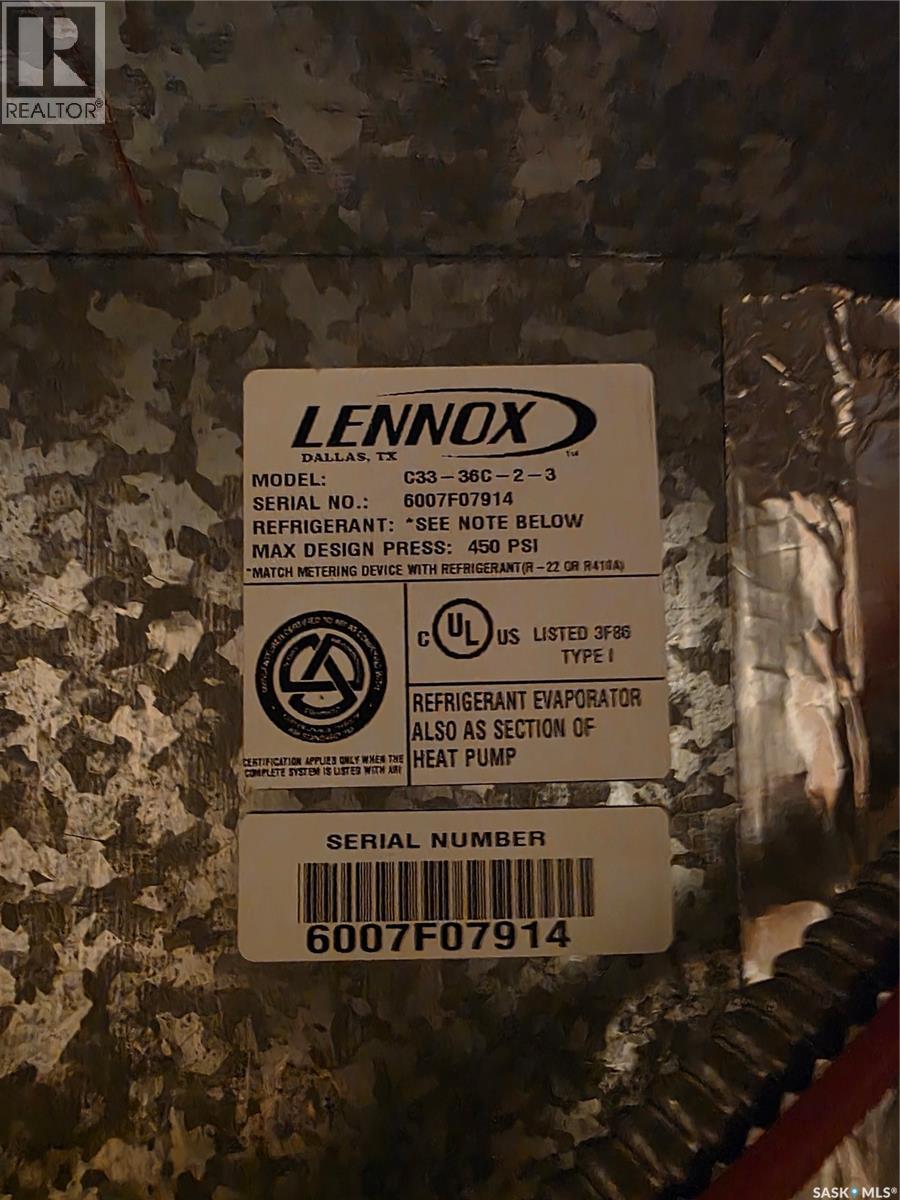 REALTOR®
LENNOX
DALLAS, TX ™
MODEL: C33-36C-2-3
SERIAL NO.: 6007F07914
REFRIGERANT: *SEE NOTE BELOW
MAX DESIGN PRESS: 450 PSI
*MATCH METERING DEVICE WITH REFRIGERANT(R-22 OR R410A)
C UL US LISTED 3F86
TYPE I
REFRIGERANT EVAPORATOR
ALSO AS SECTION OF
HEAT PUMP
CERTIFICATION APPLIES ONLY WHEN THE
COMPLETE SYSTEM IS LISTED WITH ARI
SERIAL NUMBER
6007F07914
SASK MLS®